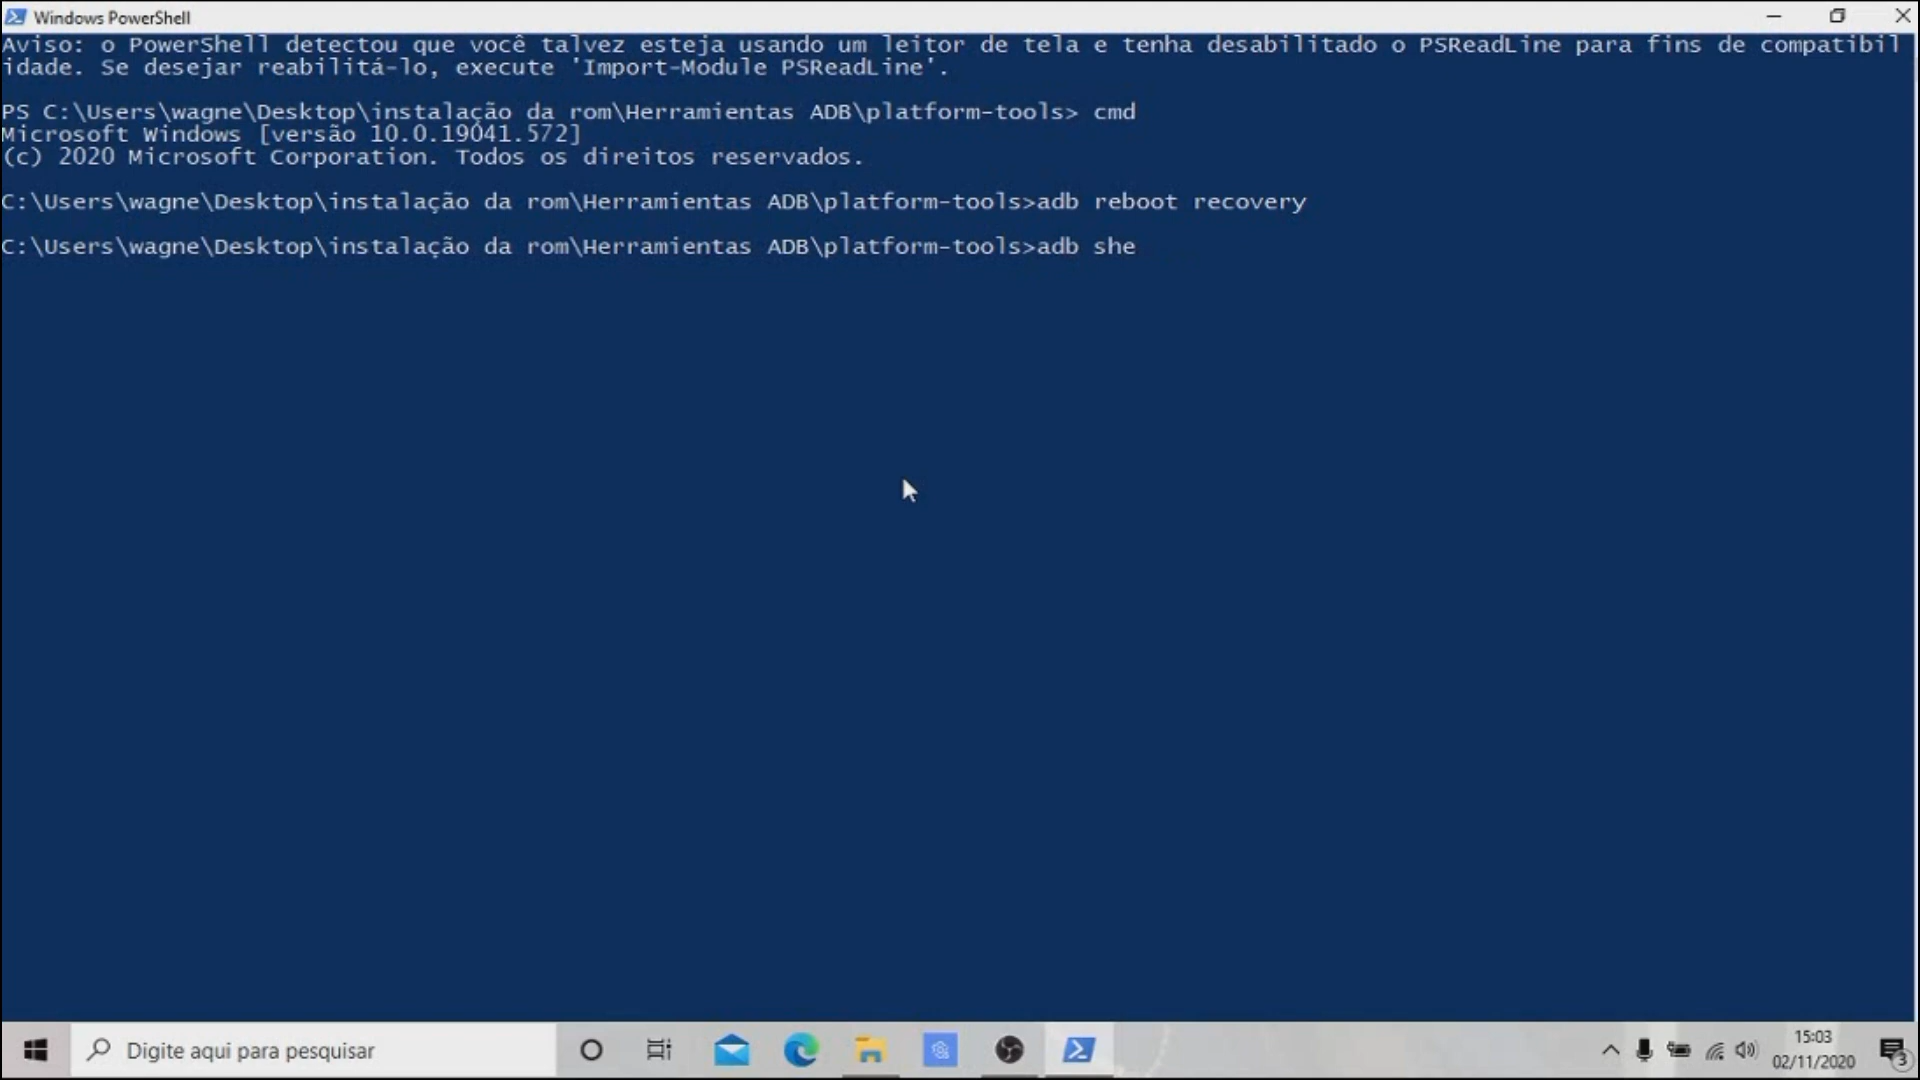 Windows PowerShell
Aviso: o PowerShell detectou que você talvez esteja usando um leitor de tela e tenha desabilitado o PSReadLine para fins de compatibil
idade. Se desejar reabilitá-lo, execute 'Import-Module PSReadLine'.
PS C:\Users\wagne\Desktop\instalação da rom\Herramientas ADB\platform-tools> cmd
Microsoft Windows [versão 10.0.19041.572]
(c) 2020 Microsoft Corporation. Todos os direitos reservados.
C:\Users\wagne\Desktop\instalação da rom\Herramientas ADB\platform-tools>adb reboot recovery
C:\Users\wagne\Desktop\instalação da rom\Herramientas ADB\platform-tools>adb she
Digite aqui para pesquisar
15:03
02/11/2020
3